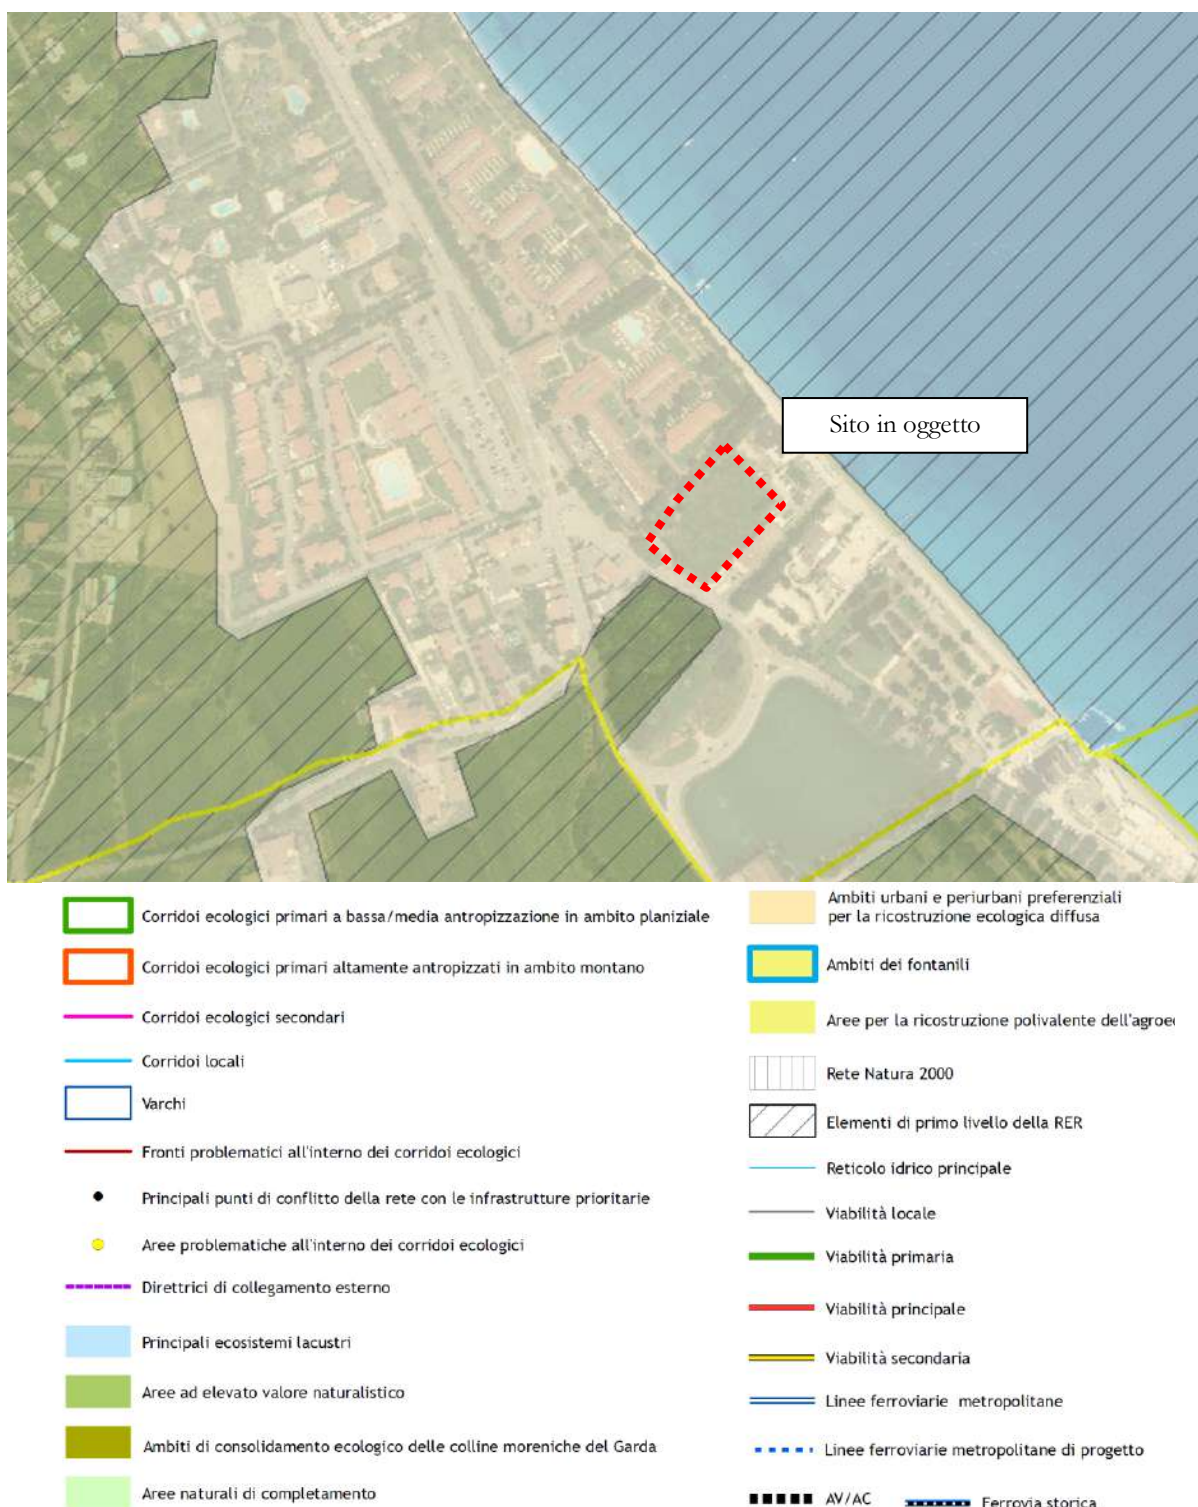 Sito in oggetto
Corridoi ecologici primari a bassa/media antropizzazione in ambito planiziale
Corridoi ecologici primari altamente antropizzati in ambito montano
Corridoi ecologici secondari
Corridoi locali
Varchi
Fronti problematici all'interno dei corridoi ecologici
Principali punti di conflitto della rete con le infrastrutture prioritarie
Aree problematiche all'interno dei corridoi ecologici
Direttrici di collegamento esterno
Principali ecosistemi lacustri
Aree ad elevato valore naturalistico
Ambiti di consolidamento ecologico delle colline moreniche del Garda
Aree naturali di completamento
Ambiti urbani e periurbani preferenziali
per la ricostruzione ecologica diffusa
Ambiti dei fontanili
Aree per la ricostruzione polivalente dell'agroec
Rete Natura 2000
Elementi di primo livello della RER
Reticolo idrico principale
Viabilità locale
Viabilità primaria
Viabilità principale
Viabilità secondaria
Linee ferroviarie metropolitane
Linee ferroviarie metropolitane di progetto
AV/AC
Ferrovia storica